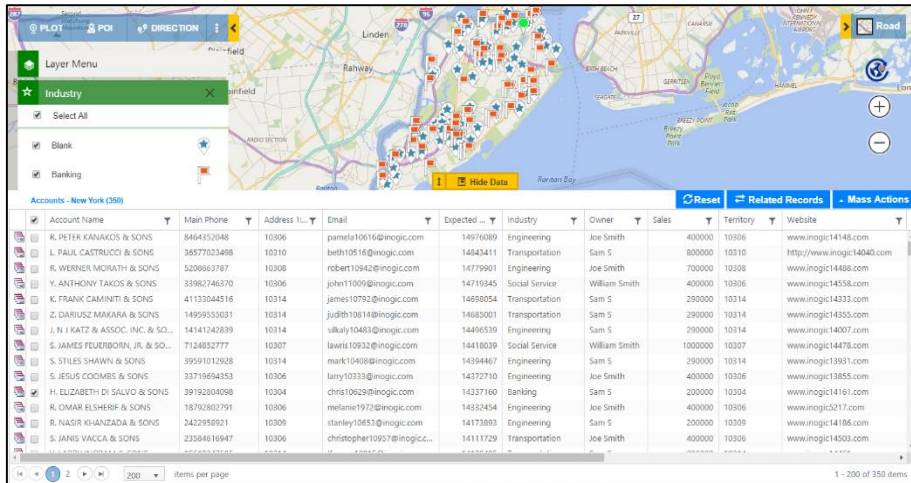 PLOT POI DIRECTION
Road
Linden
Rahway
27
278
95
CANARSIE
Layer Menu
Industry
Select All
Blank
Banking
Hide Data
Raritan Bay
Accounts - New York (350)
Reset Related Records Mass Actions
Account Name Main Phone Address 1:... Email Expected ... Industry Owner Sales Territory Website
R. PETER KANAKOS & SONS 8464352048 10306 pamela10616@inogic.com 14976089 Engineering Joe Smith 400000 10306 www.inogic14148.com
L. PAUL CASTRUCCI & SONS 36577023498 10310 beth10516@inogic.com 14843411 Transportation Sam S 800000 10310 http://www.inogic14040.com
R. WERNER MORATH & SONS 5208663787 10308 robert10942@inogic.com 14779901 Engineering Joe Smith 700000 10308 www.inogic14488.com
Y. ANTHONY TAKOS & SONS 33982746370 10306 john11009@inogic.com 14719345 Social Service William Smith 400000 10306 www.inogic14558.com
K. FRANK CAMINITI & SONS 41133044516 10314 james10792@inogic.com 14698054 Transportation Sam S 290000 10314 www.inogic14333.com
Z. DARIUSZ MAKARA & SONS 14959555031 10314 judith10814@inogic.com 14685001 Transportation Sam S 290000 10314 www.inogic14355.com
J. N J KATZ & ASSOC. INC. & SO... 14141242839 10314 silkaly10483@inogic.com 14496539 Engineering Sam S 290000 10314 www.inogic14007.com
S. JAMES FEUERBORN, JR. & SO... 7124852777 10307 lawris10932@inogic.com 14418039 Social Service William Smith 1000000 10307 www.inogic14478.com
S. STILES SHAWN & SONS 39591012928 10314 mark10408@inogic.com 14394467 Engineering Sam S 290000 10314 www.inogic13931.com
S. JESUS COOMBS & SONS 33719694353 10306 larry10333@inogic.com 14372710 Engineering Joe Smith 400000 10306 www.inogic13855.com
H. ELIZABETH DI SALVO & SONS 39192804098 10304 chris10629@inogic.com 14337160 Banking Sam S 200000 10304 www.inogic14161.com
R. OMAR ELSHERIF & SONS 18792802791 10306 melanie1972@inogic.com 14332454 Engineering Joe Smith 400000 10306 www.inogic5217.com
R. NASIR KHANZADA & SONS 2422958921 10309 stanley10653@inogic.com 14173893 Engineering Sam S 200000 10309 www.inogic14186.com
S. JANIS VACCA & SONS 23584616947 10306 christopher10957@inogic.c... 14111729 Transportation Joe Smith 400000 10306 www.inogic14503.com
1 2 200 items per page 1 - 200 of 350 items